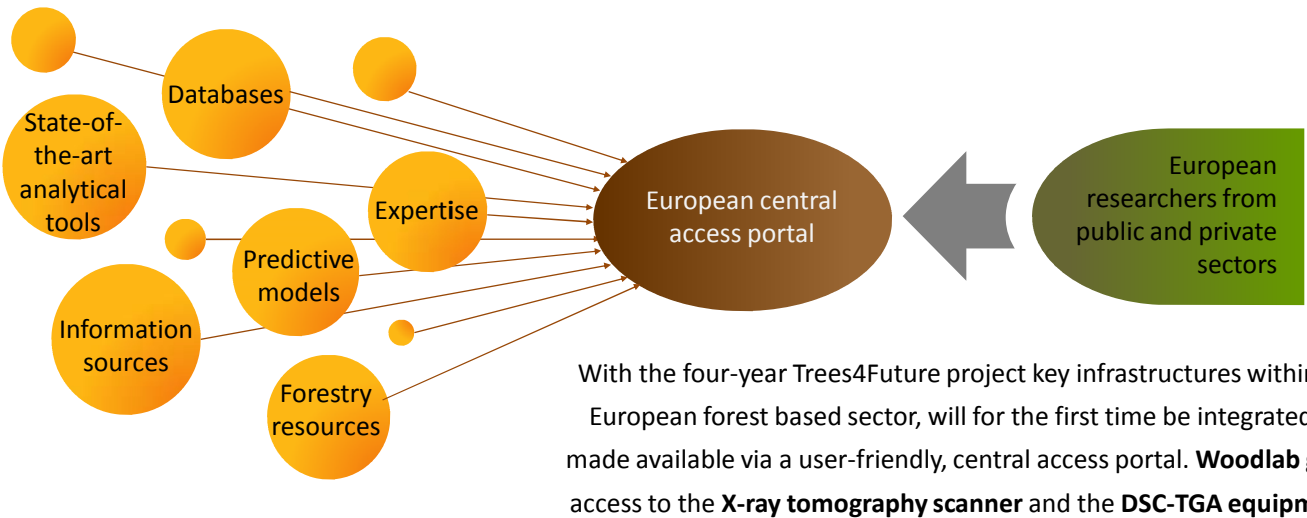 Databases
State-of-
the-art
analytical
tools
Expertise
Predictive
models
Information
sources
Forestry
resources
European central
access portal
European
researchers from
public and private
sectors
With the four-year Trees4Future project key infrastructures within
European forest based sector, will for the first time be integrated
made available via a user-friendly, central access portal. Woodlab
access to the X-ray tomography scanner and the DSC-TGA equipm